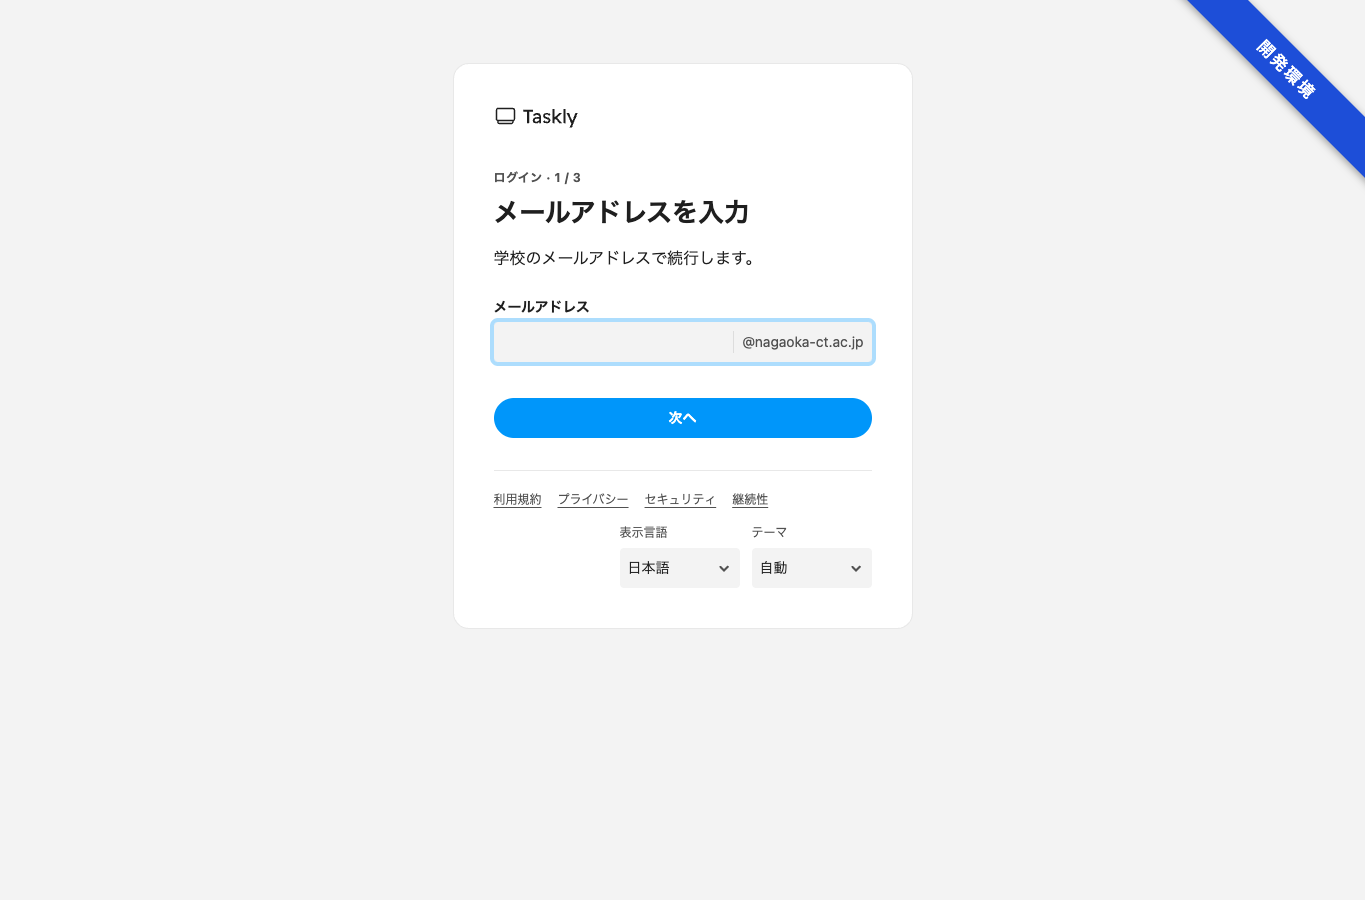 開発環境
Taskly
ログイン · 1 / 3
メールアドレスを入力
学校のメールアドレスで続行します。
メールアドレス
@nagaoka-ct.ac.jp
次へ
利用規約 プライバシー セキュリティ 継続性
表示言語 テーマ
日本語 自動